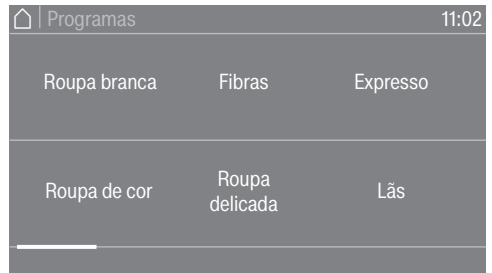 Programas 11:02
Roupa branca Fibras Expresso
Roupa de cor Roupa delicada Lãs